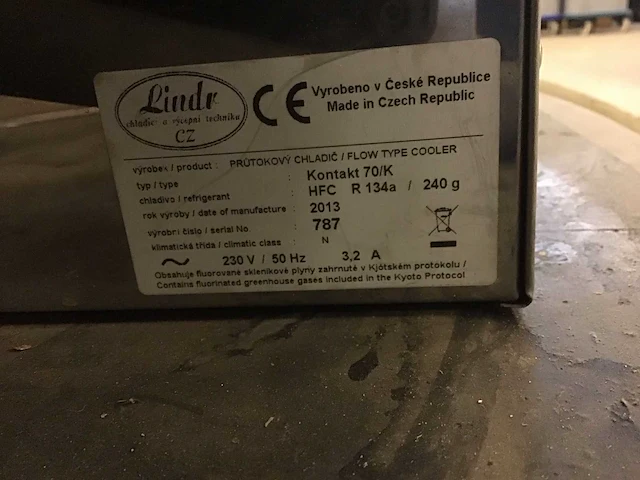 Lindr
chladicí a výčepní technika
CZ
CE
Vyrobeno v České Republice
Made in Czech Republic
výrobek / product : PRŮTOKOVÝ CHLADIČ / FLOW TYPE COOLER
typ / type : Kontakt 70/K
chladivo / refrigerant : HFC R 134a / 240 g
rok výroby / date of manufacture : 2013
výrobní číslo / serial No : 787
klimatická třída / climatic class : N
~ 230 V / 50 Hz 3,2 A
Obsahuje fluorované skleníkové plyny zahrnuté v Kjótském protokolu /
Contains fluorinated greenhouse gases included in the Kyoto Protocol